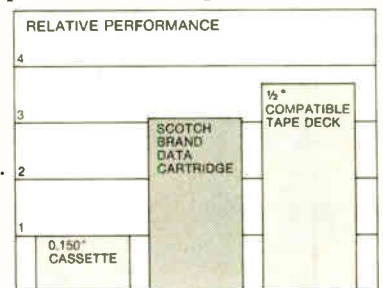 RELATIVE PERFORMANCE
4
3
2
1
0.150"
CASSETTE
SCOTCH
BRAND
DATA
CARTRIDGE
½"
COMPATIBLE
TAPE DECK